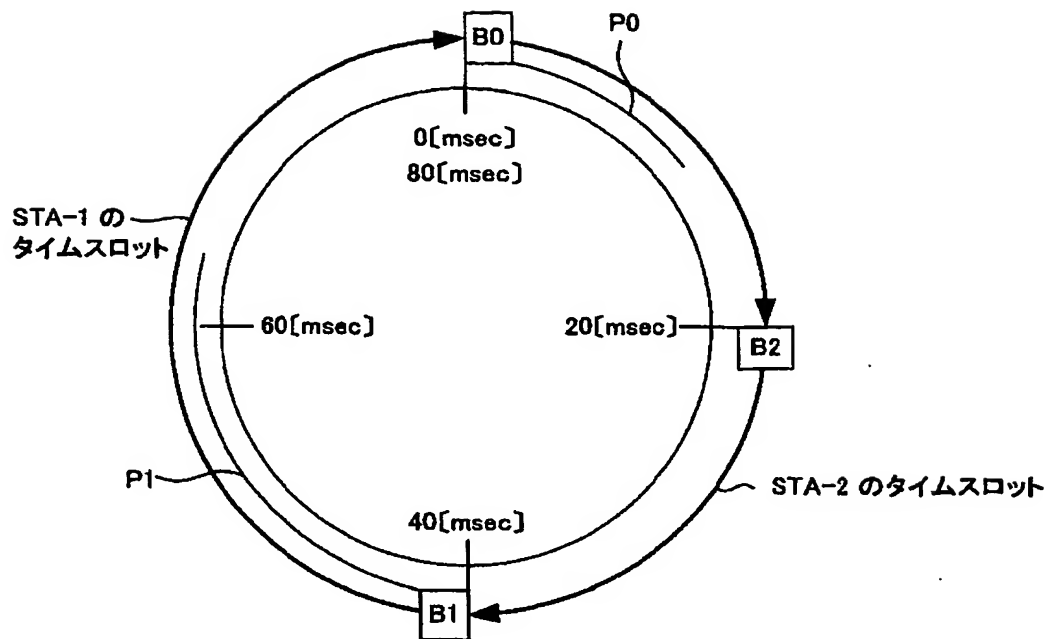 B0
P0
0[msec]
80[msec]
STA-1 の
タイムスロット
60[msec]
20[msec]
B2
P1
STA-2 のタイムスロット
40[msec]
B1